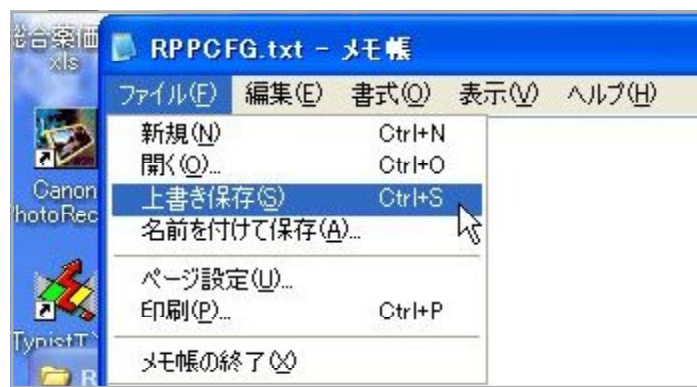 総合薬価
xls
RPPCFG.txt - メモ帳
ファイル(F) 編集(E) 書式(O) 表示(V) ヘルプ(H)
新規(N) Ctrl+N
開く(O)... Ctrl+O
上書き保存(S) Ctrl+S
名前を付けて保存(A)...
ページ設定(U)...
印刷(P)... Ctrl+P
メモ帳の終了(X)
Canon
PhotoRec
Typist
R